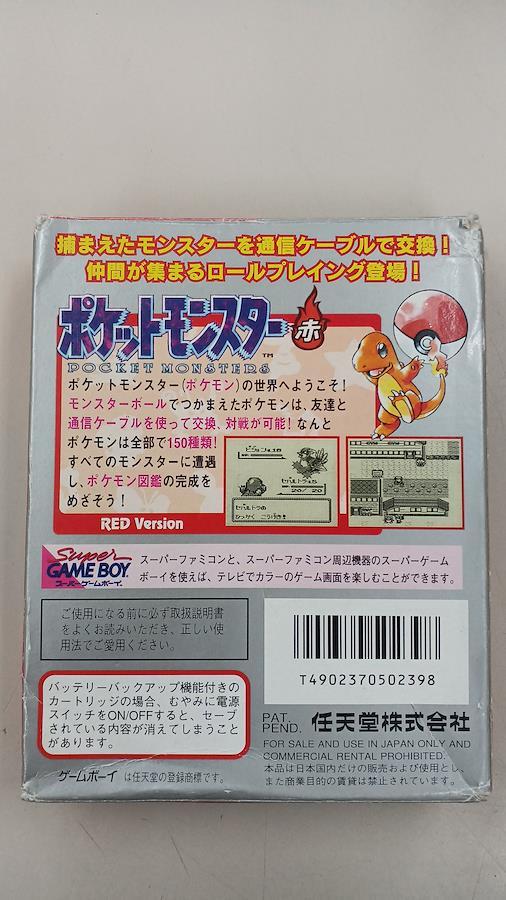 捕まえたモンスターを通信ケーブルで交換！
仲間が集まるロールプレイング登場！
ポケットモンスター 赤
POCKET MONSTERS TM
ポケットモンスター(ポケモン)の世界へようこそ！
モンスターボールでつかまえたポケモンは、友達と
通信ケーブルを使って交換、対戦が可能！なんと
ポケモンは全部で150種類！
すべてのモンスターに遭遇
し、ポケモン図鑑の完成を
めざそう！
RED Version
20/20
Super
GAME BOY
スーパーゲームボーイ
スーパーファミコンと、スーパーファミコン周辺機器のスーパーゲーム
ボーイを使えば、テレビでカラーのゲーム画面を楽しむことができます。
ご使用になる前に必ず取扱説明書
をよくお読みいただき、正しい使
用法でご愛用ください。
T4902370502398
バッテリーバックアップ機能付きの
カートリッジの場合、むやみに電源
スイッチをON/OFFすると、セーブ
されている内容が消えてしまうこと
があります。
PAT.
PEND.
任天堂株式会社
FOR SALE AND USE IN JAPAN ONLY AND
COMMERCIAL RENTAL PROHIBITED.
本品は日本国内だけの販売および使用とし、
また商業目的の賃貸は禁止されています。
ゲームボーイ は任天堂の登録商標です。